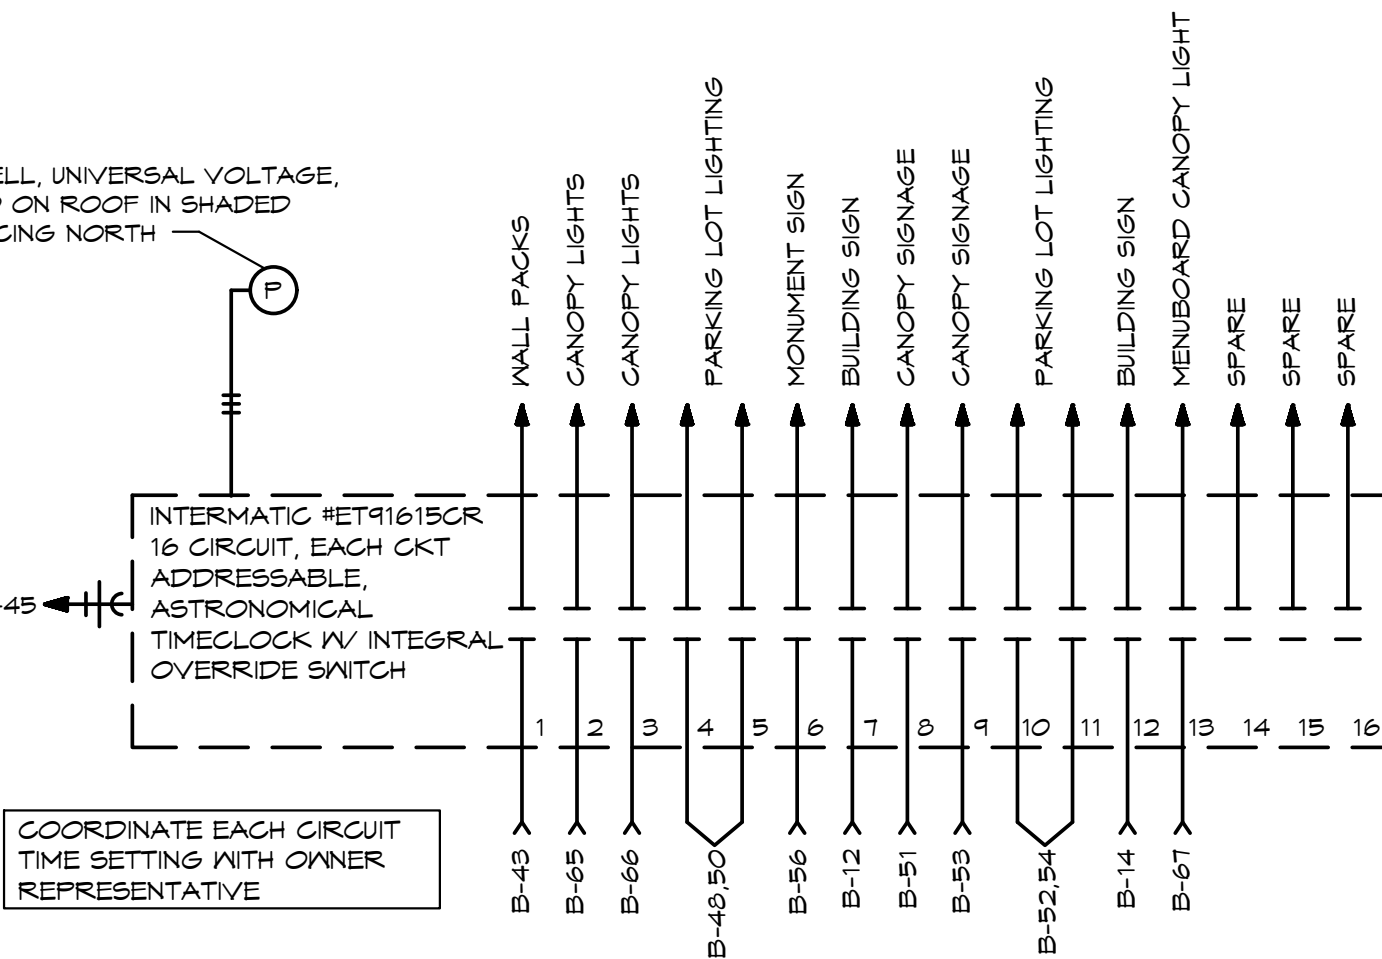 ELL, UNIVERSAL VOLTAGE,
ON ROOF IN SHADED
CING NORTH
P
WALL PACKS
CANOPY LIGHTS
CANOPY LIGHTS
PARKING LOT LIGHTING
MONUMENT SIGN
BUILDING SIGN
CANOPY SIGNAGE
CANOPY SIGNAGE
PARKING LOT LIGHTING
BUILDING SIGN
MENUBOARD CANOPY LIGHT
SPARE
SPARE
SPARE
INTERMATIC #ET91615CR
16 CIRCUIT, EACH CKT
ADDRESSABLE,
ASTRONOMICAL
TIMECLOCK W/ INTEGRAL
OVERRIDE SWITCH
-45
1 2 3 4 5 6 7 8 9 10 11 12 13 14 15 16
COORDINATE EACH CIRCUIT
TIME SETTING WITH OWNER
REPRESENTATIVE
B-43
B-65
B-66
B-48,50
B-56
B-12
B-51
B-53
B-52,54
B-14
B-67